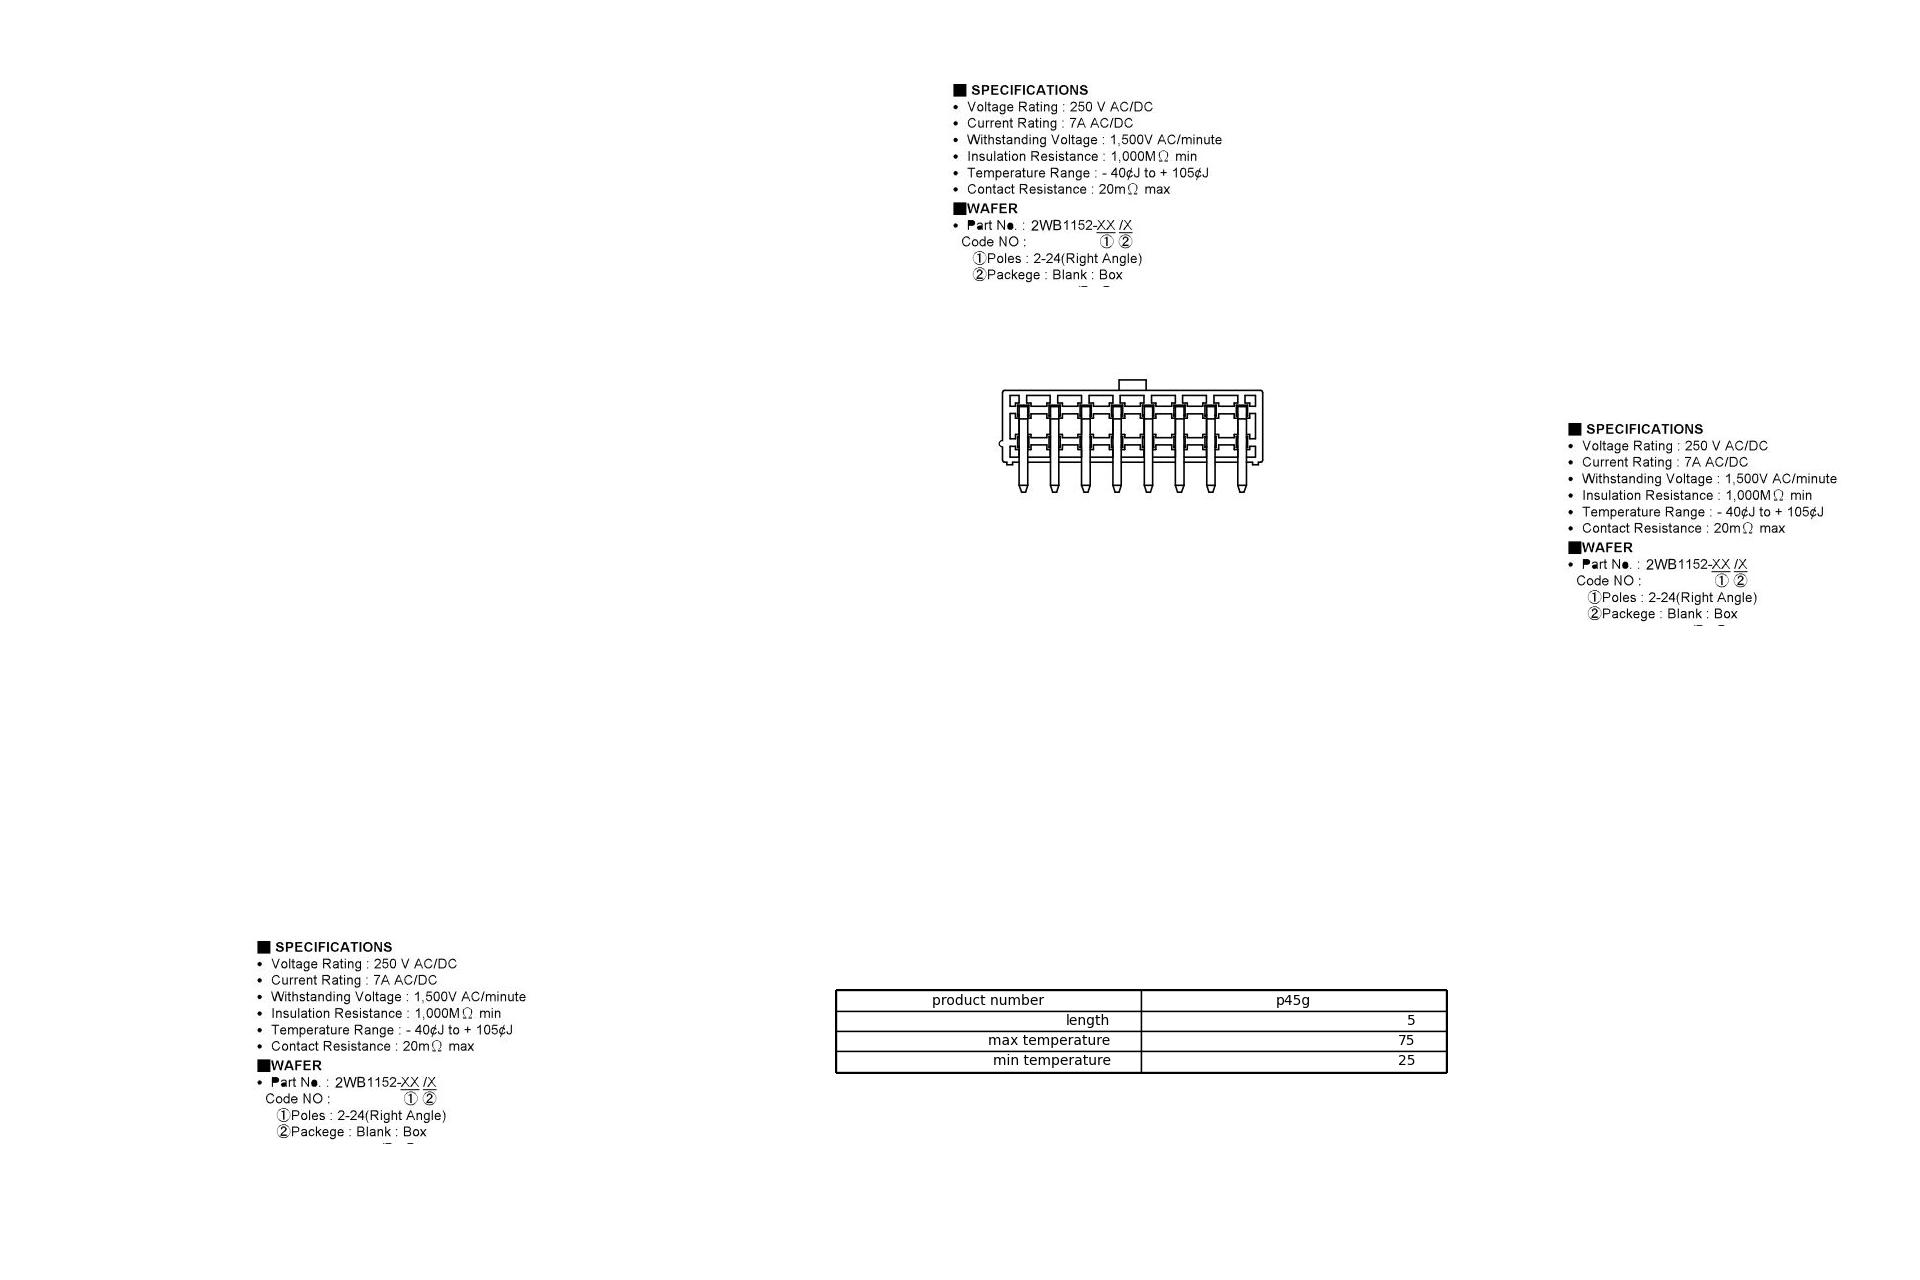 ■ SPECIFICATIONS
• Voltage Rating : 250 V AC/DC
• Current Rating : 7A AC/DC
• Withstanding Voltage : 1,500V AC/minute
• Insulation Resistance : 1,000MΩ min
• Temperature Range : - 40¢J to + 105¢J
• Contact Resistance : 20mΩ max
■WAFER
• Part No. : 2WB1152-XX /X
Code NO : ① ②
①Poles : 2-24(Right Angle)
②Packege : Blank : Box
■ SPECIFICATIONS
• Voltage Rating : 250 V AC/DC
• Current Rating : 7A AC/DC
• Withstanding Voltage : 1,500V AC/minute
• Insulation Resistance : 1,000MΩ min
• Temperature Range : - 40¢J to + 105¢J
• Contact Resistance : 20mΩ max
■WAFER
• Part No. : 2WB1152-XX /X
Code NO : ① ②
①Poles : 2-24(Right Angle)
②Packege : Blank : Box
■ SPECIFICATIONS
• Voltage Rating : 250 V AC/DC
• Current Rating : 7A AC/DC
• Withstanding Voltage : 1,500V AC/minute
• Insulation Resistance : 1,000MΩ min
• Temperature Range : - 40¢J to + 105¢J
• Contact Resistance : 20mΩ max
■WAFER
• Part No. : 2WB1152-XX /X
Code NO : ① ②
①Poles : 2-24(Right Angle)
②Packege : Blank : Box
product number p45g
length 5
max temperature 75
min temperature 25